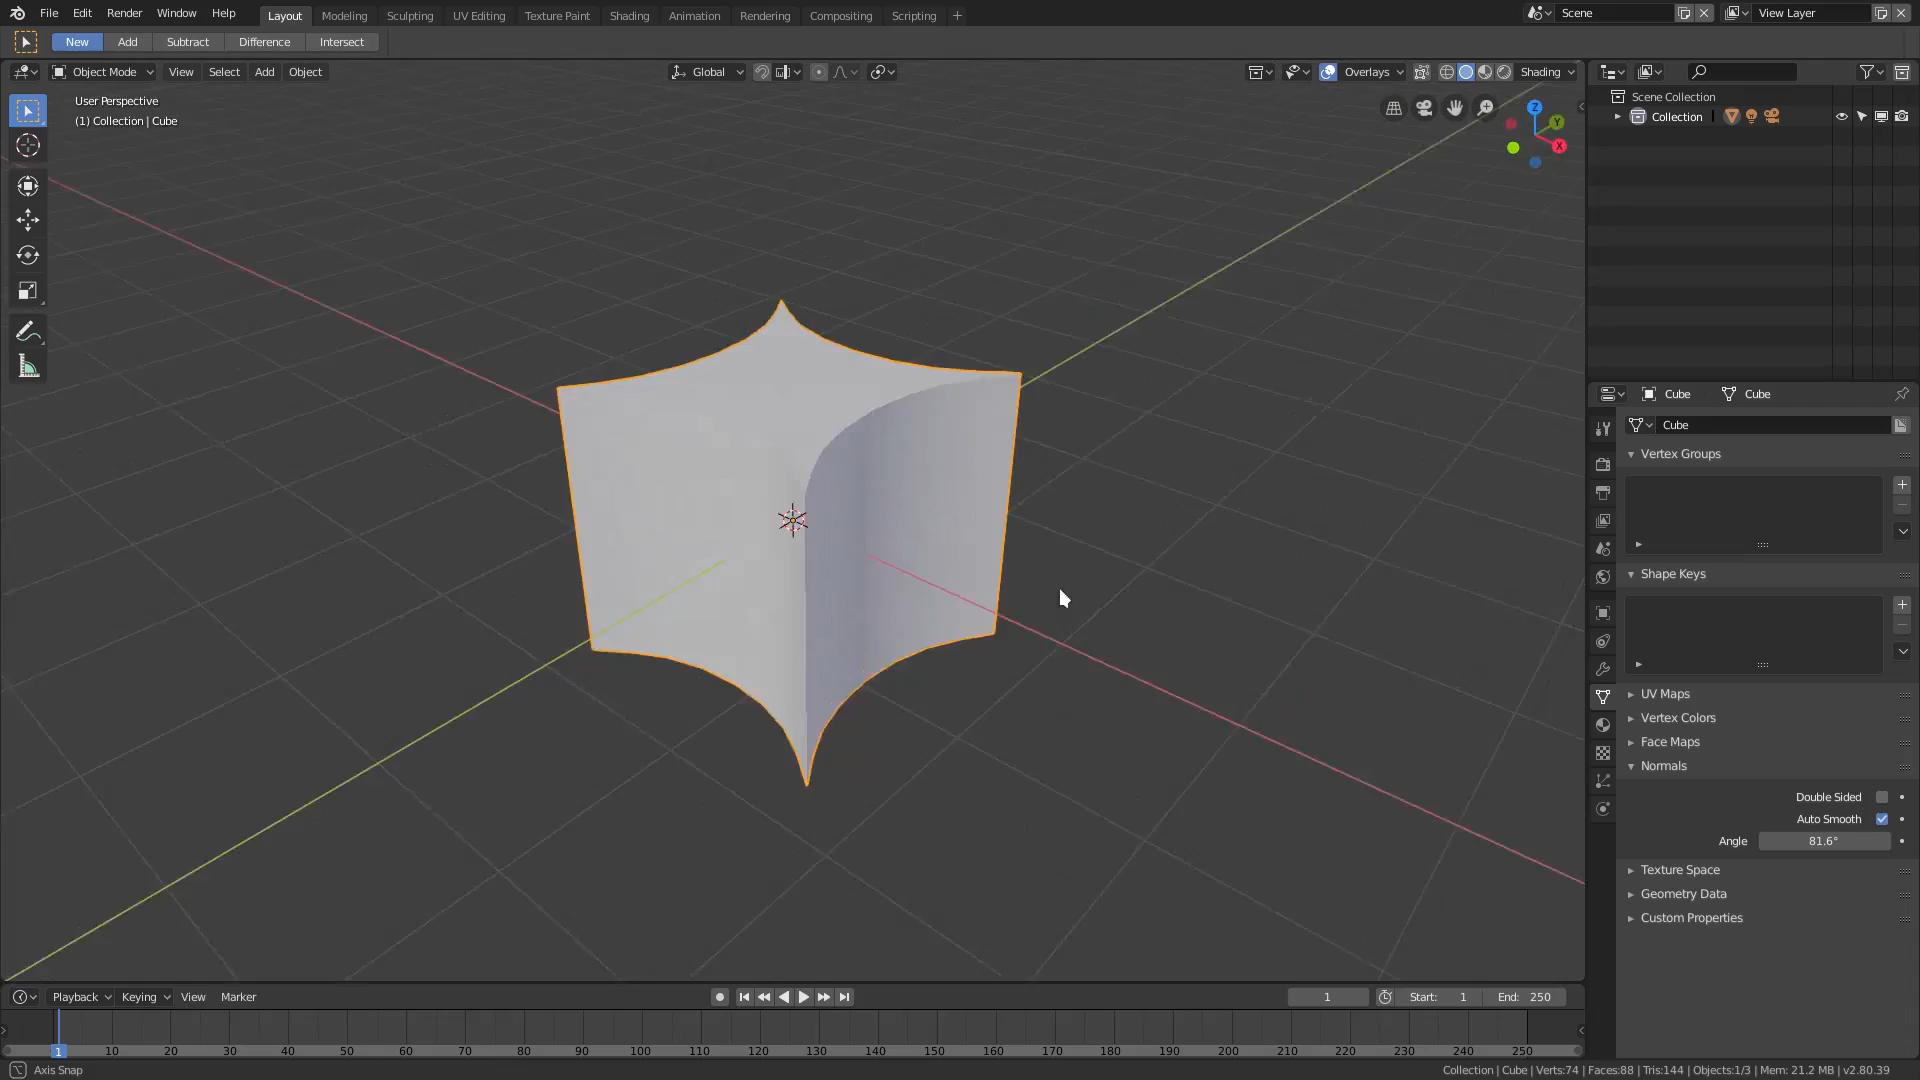 File Edit Render Window Help Layout Modeling Sculpting UV Editing Texture Paint Shading Animation Rendering Compositing Scripting + Scene View Layer
New Add Subtract Difference Intersect
Object Mode View Select Add Object Global Overlays Shading
User Perspective
(1) Collection | Cube
Z
Y
X
Scene Collection
Collection
Cube Cube
Cube
Vertex Groups
Shape Keys
UV Maps
Vertex Colors
Face Maps
Normals
Double Sided
Auto Smooth
Angle 81.6°
Texture Space
Geometry Data
Custom Properties
Playback Keying View Marker 1 Start: 1 End: 250
1 10 20 30 40 50 60 70 80 90 100 110 120 130 140 150 160 170 180 190 200 210 220 230 240 250
Axis Snap Collection | Cube | Verts:74 | Faces:88 | Tris:144 | Objects:1/3 | Mem: 21.2 MB | v2.80.39